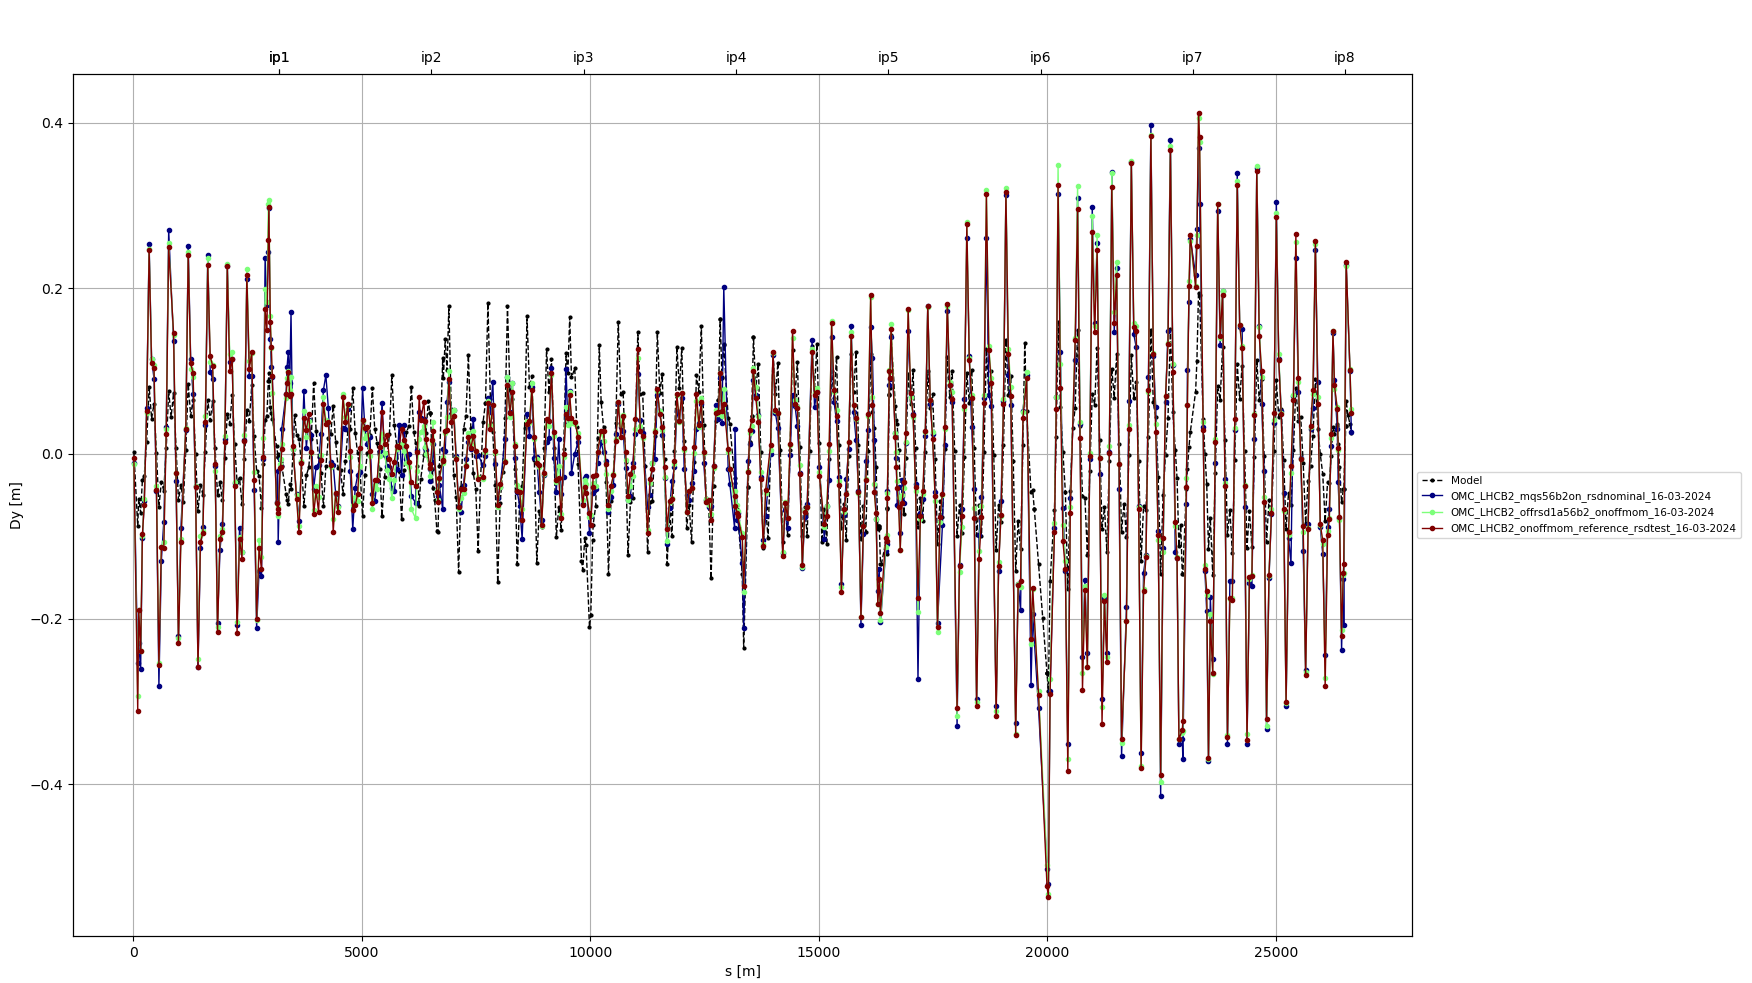 ip1 ip2 ip3 ip4 ip5 ip6 ip7 ip8
0.4
0.2
0.0
−0.2
−0.4
Dy [m]
0 5000 10000 15000 20000 25000
s [m]
Model
OMC_LHCB2_mqs56b2on_rsdnominal_16-03-2024
OMC_LHCB2_offrsd1a56b2_onoffmom_16-03-2024
OMC_LHCB2_onoffmom_reference_rsdtest_16-03-2024